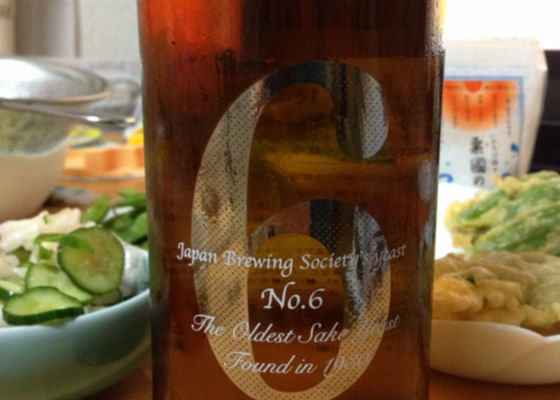 6
Japan Brewing Society's yeast
No.6
The Oldest Sake Yeast
Found in